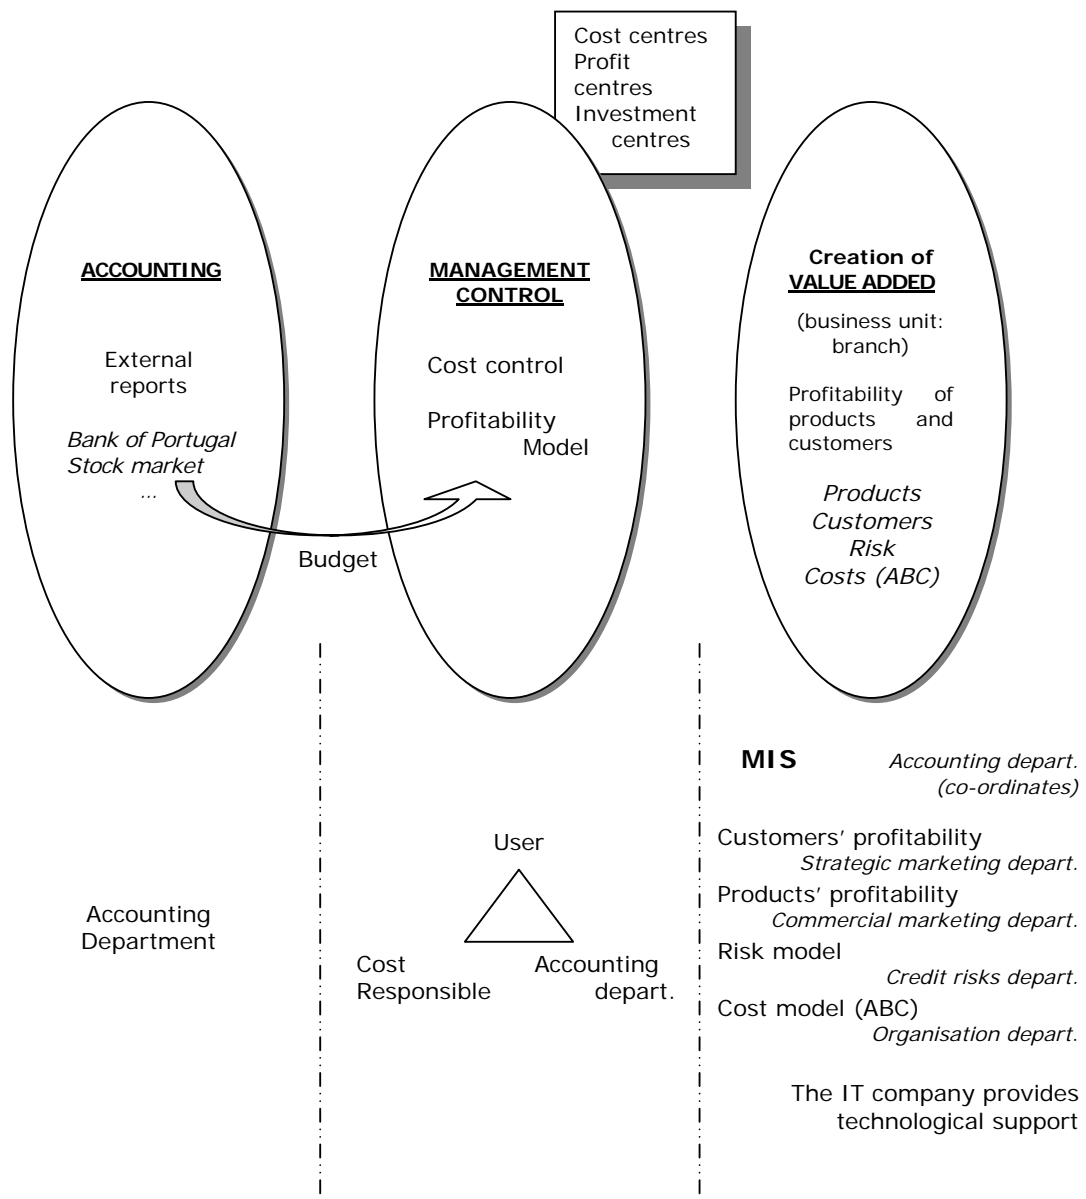 Cost centres
Profit
centres
Investment
centres
ACCOUNTING
External
reports
Bank of Portugal
Stock market
...
Budget
MANAGEMENT
CONTROL
Cost control
Profitability
Model
Creation of
VALUE ADDED
(business unit:
branch)
Profitability of
products and
customers
Products
Customers
Risk
Costs (ABC)
Accounting
Department
User
Cost
Responsible
Accounting
depart.
MIS Accounting depart.
(co-ordinates)
Customers’ profitability
Strategic marketing depart.
Products’ profitability
Commercial marketing depart.
Risk model
Credit risks depart.
Cost model (ABC)
Organisation depart.
The IT company provides
technological support